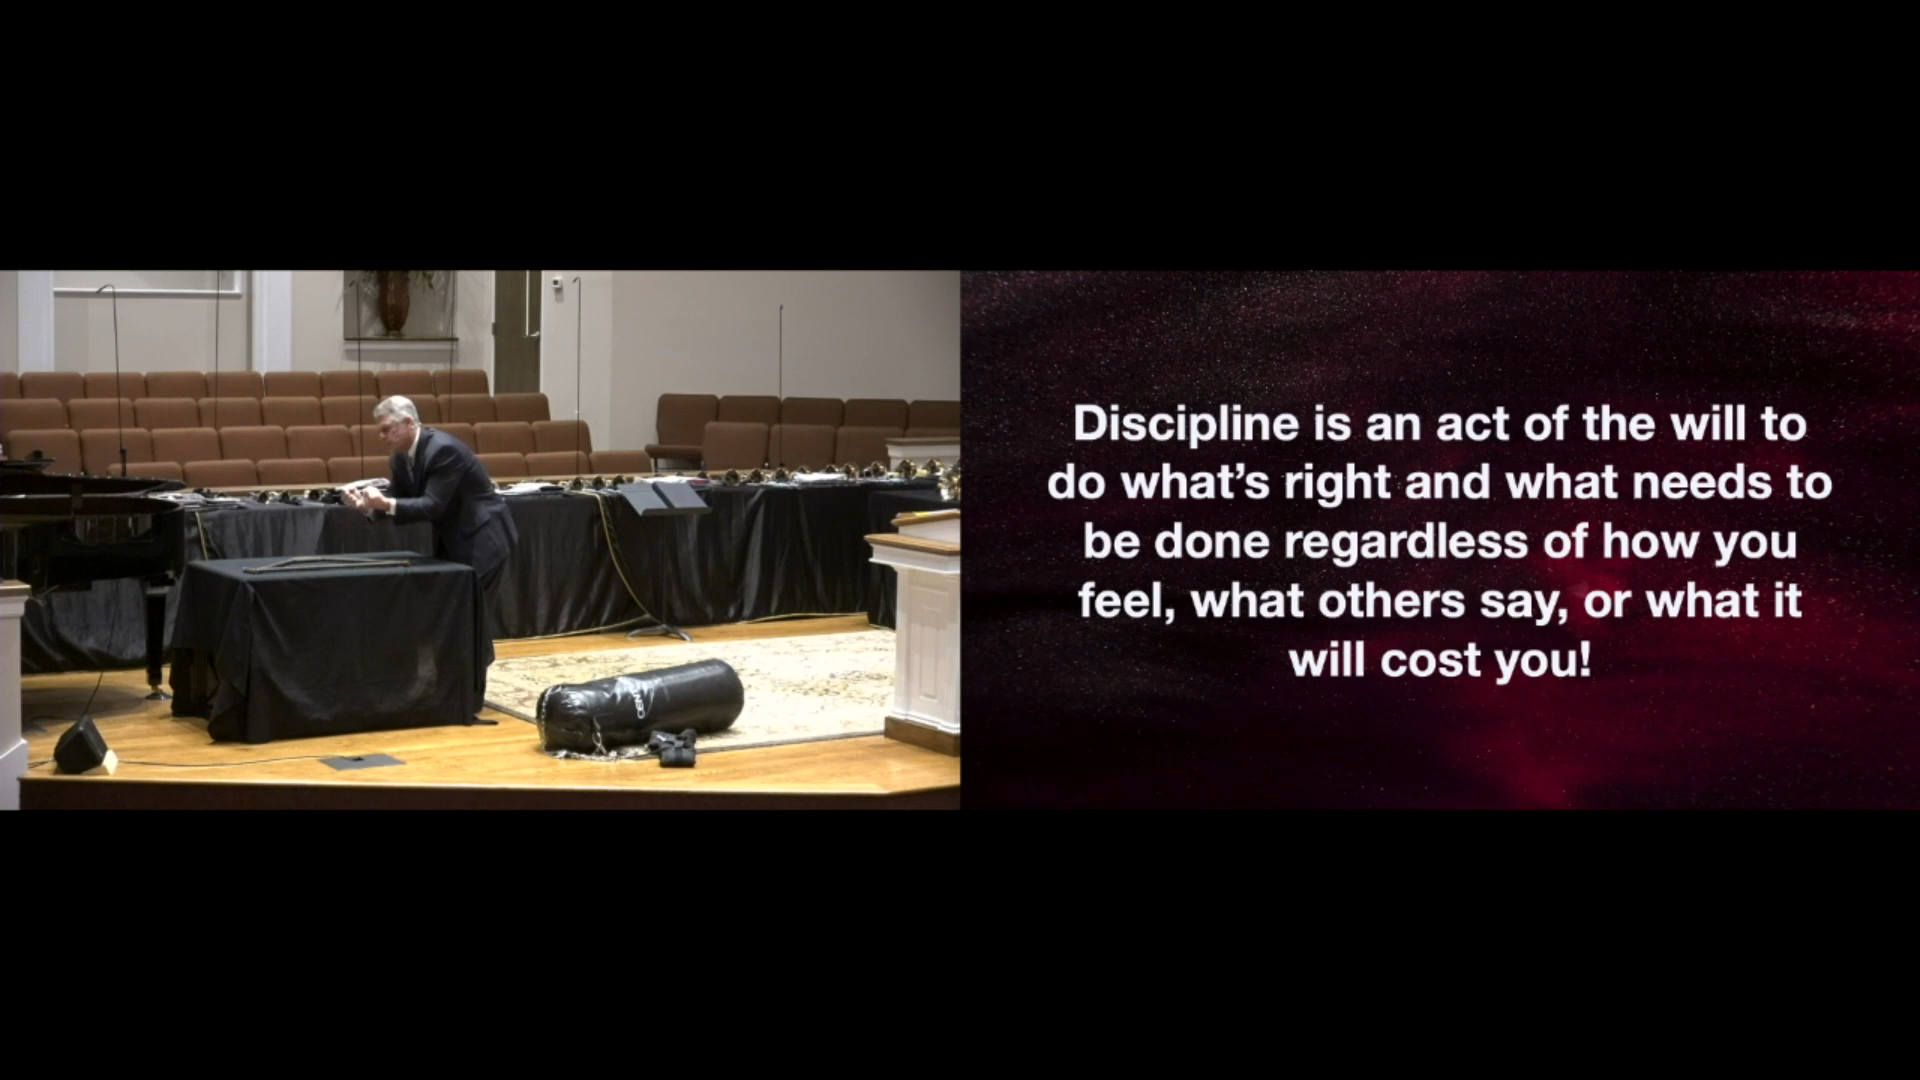 Discipline is an act of the will to
do what’s right and what needs to
be done regardless of how you
feel, what others say, or what it
will cost you!